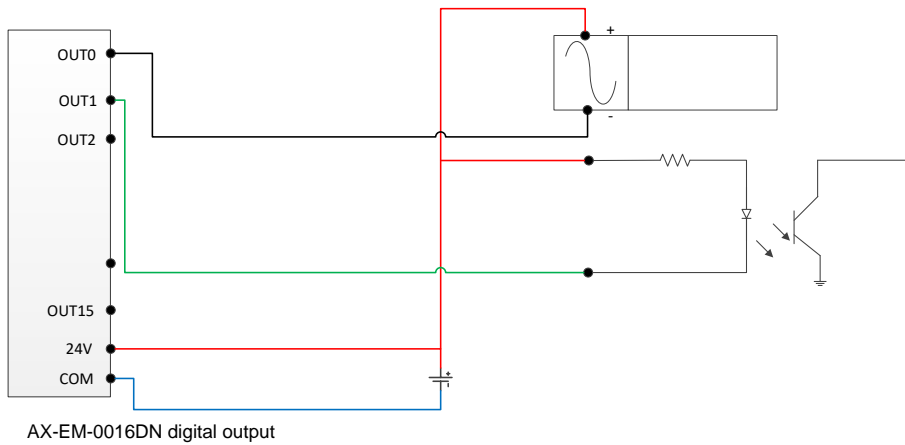 OUT0
OUT1
OUT2
OUT15
24V
COM
+
-
+
-
AX-EM-0016DN digital output